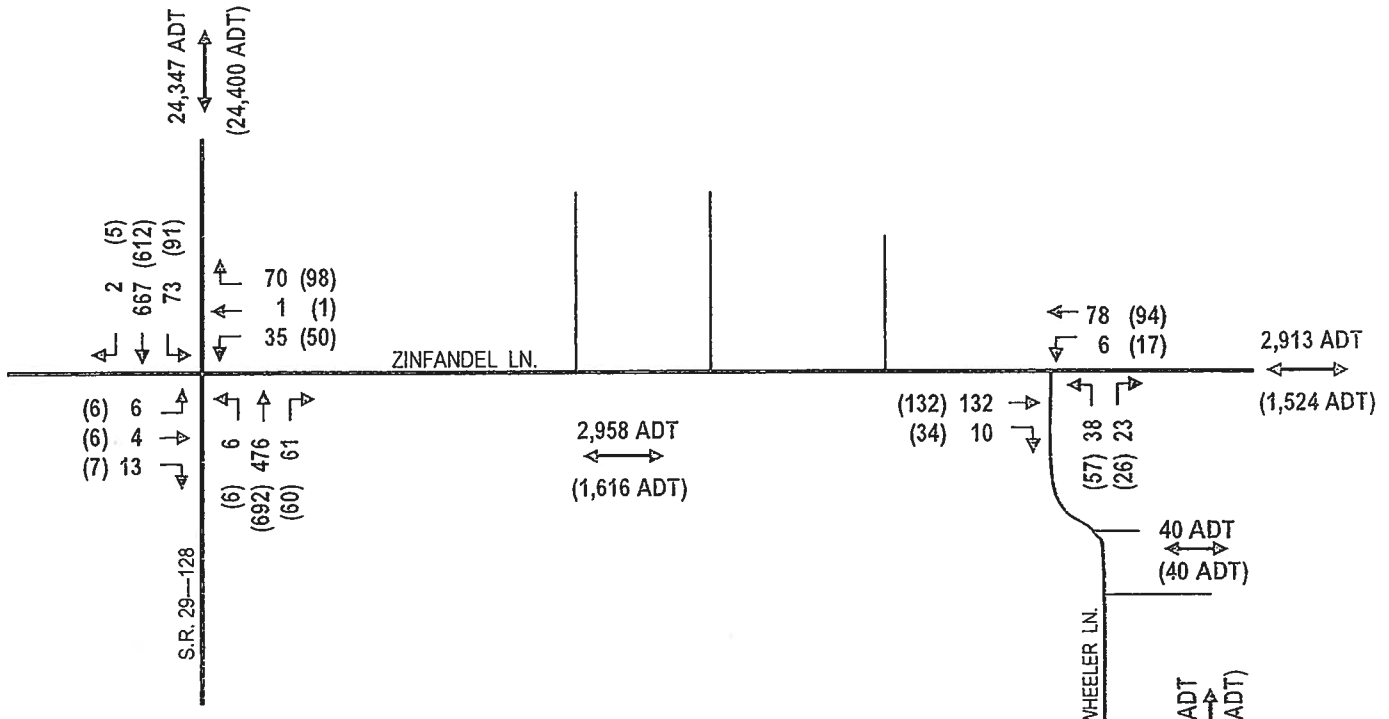 24,347 ADT
(24,400 ADT)
(5)
(612)
(91)
2
667
73
70 (98)
1 (1)
35 (50)
ZINFANDEL LN.
78 (94)
6 (17)
2,913 ADT
(1,524 ADT)
(6) 6
(6) 4
(7) 13
6
476
61
(6)
(692)
(60)
2,958 ADT
(1,616 ADT)
(132) 132
(34) 10
(57) 38
(26) 23
40 ADT
(40 ADT)
S.R. 29—128
WHEELER LN.
ADT
ADT)